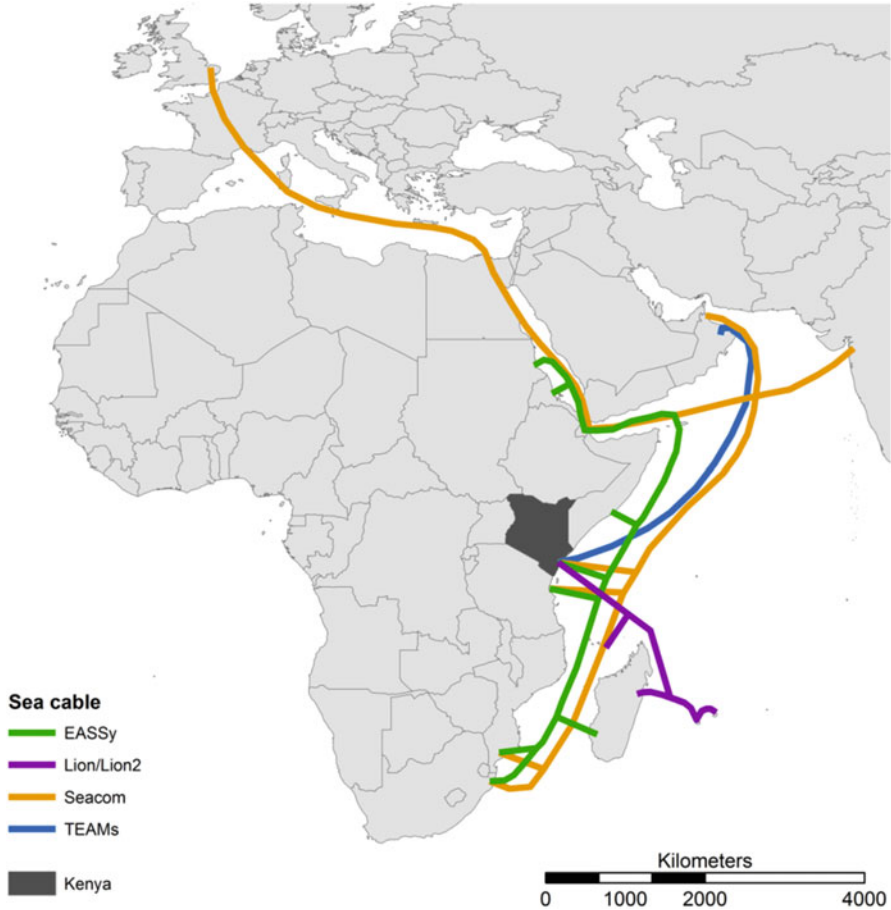 Sea cable
EASSy
Lion/Lion2
Seacom
TEAMs
Kenya
Kilometers
0 1000 2000 4000